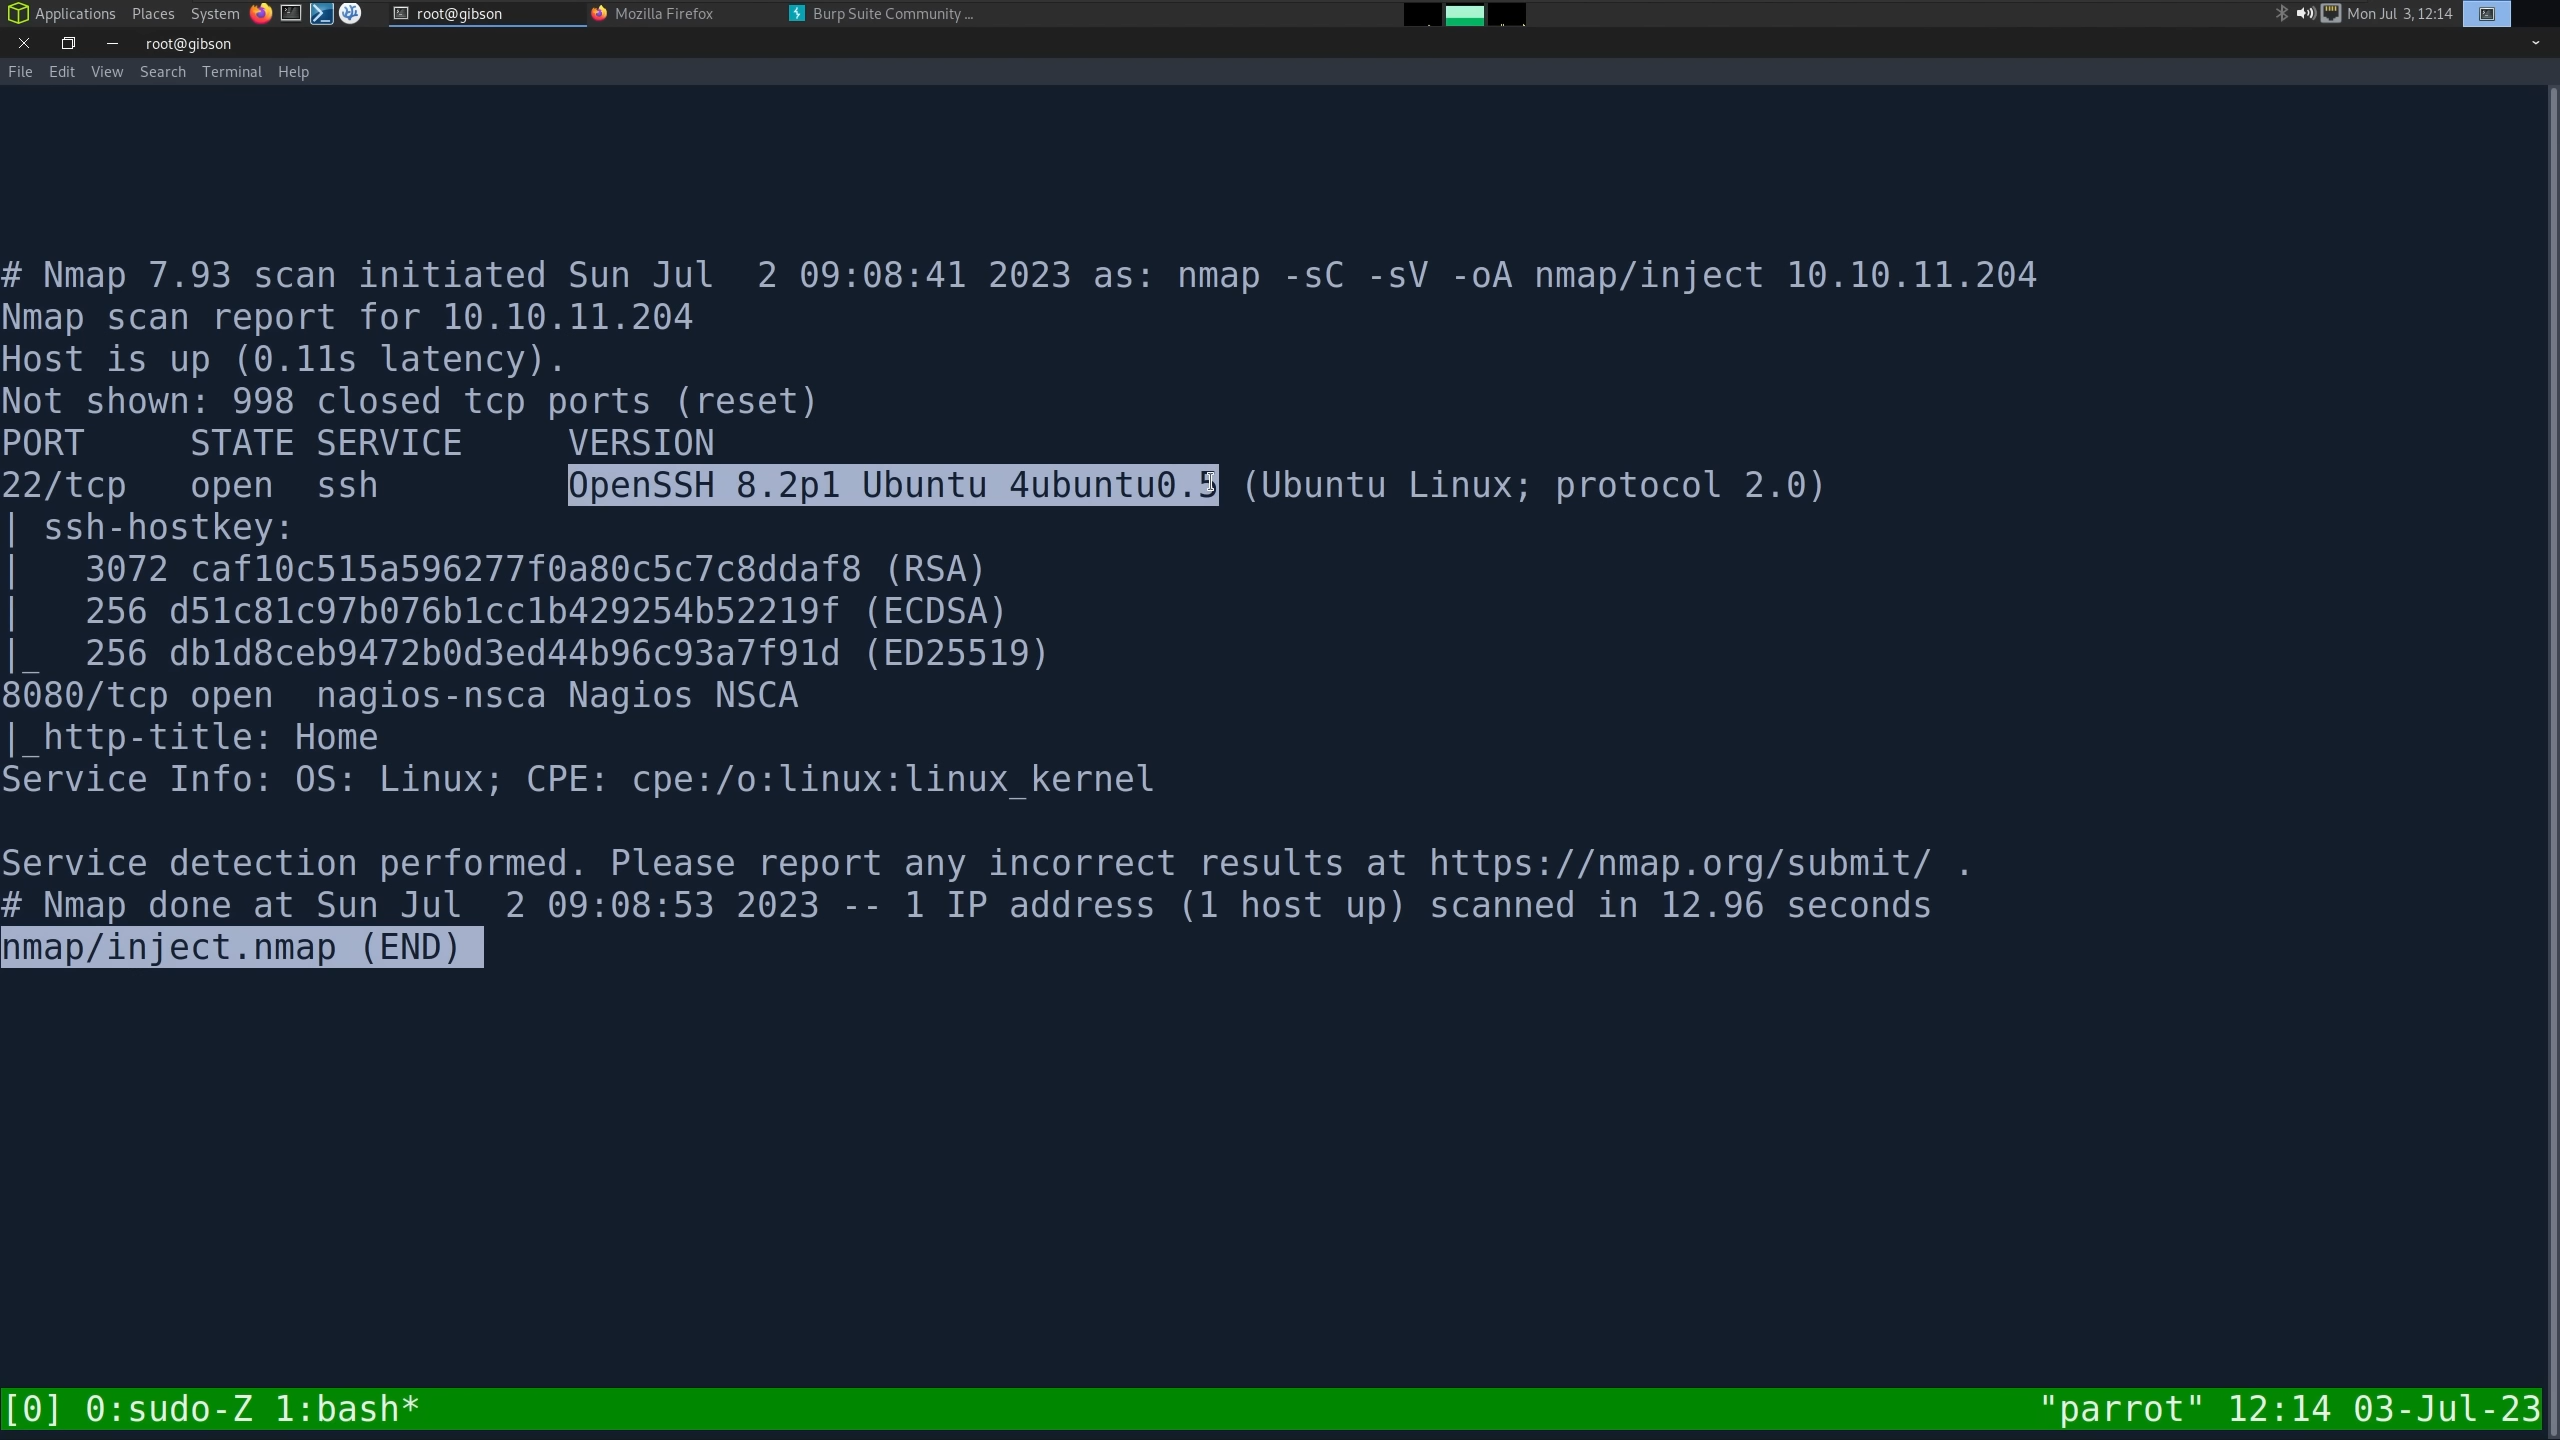 Applications Places System root@gibson Mozilla Firefox Burp Suite Community ... Mon Jul 3, 12:14
root@gibson
File Edit View Search Terminal Help
# Nmap 7.93 scan initiated Sun Jul  2 09:08:41 2023 as: nmap -sC -sV -oA nmap/inject 10.10.11.204
Nmap scan report for 10.10.11.204
Host is up (0.11s latency).
Not shown: 998 closed tcp ports (reset)
PORT     STATE SERVICE     VERSION
22/tcp   open  ssh         OpenSSH 8.2p1 Ubuntu 4ubuntu0.5 (Ubuntu Linux; protocol 2.0)
| ssh-hostkey:
|   3072 caf10c515a596277f0a80c5c7c8ddaf8 (RSA)
|   256 d51c81c97b076b1cc1b429254b52219f (ECDSA)
|_  256 db1d8ceb9472b0d3ed44b96c93a7f91d (ED25519)
8080/tcp open  nagios-nsca Nagios NSCA
|_http-title: Home
Service Info: OS: Linux; CPE: cpe:/o:linux:linux_kernel
Service detection performed. Please report any incorrect results at https://nmap.org/submit/ .
# Nmap done at Sun Jul  2 09:08:53 2023 -- 1 IP address (1 host up) scanned in 12.96 seconds
nmap/inject.nmap (END)
[0] 0:sudo-Z 1:bash* "parrot" 12:14 03-Jul-23